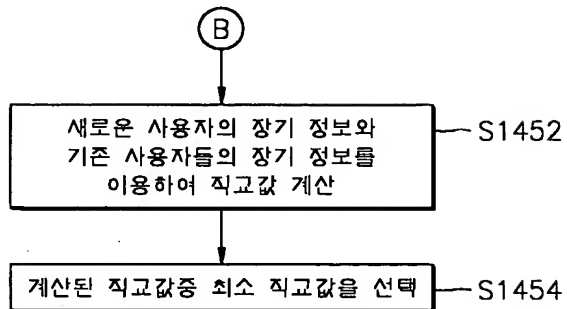 B
새로운 사용자의 장기 정보와
기존 사용자들의 장기 정보를
이용하여 직교값 계산
S1452
계산된 직교값중 최소 직교값을 선택
S1454